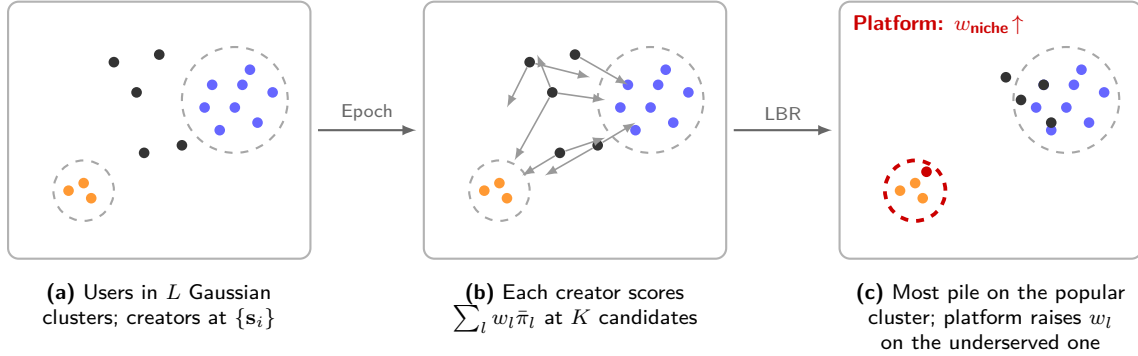 Platform: w_niche ↑
Epoch
LBR
(a) Users in L Gaussian
clusters; creators at {s_i}
(b) Each creator scores
∑_l w_l π̄_l at K candidates
(c) Most pile on the popular
cluster; platform raises w_l
on the underserved one